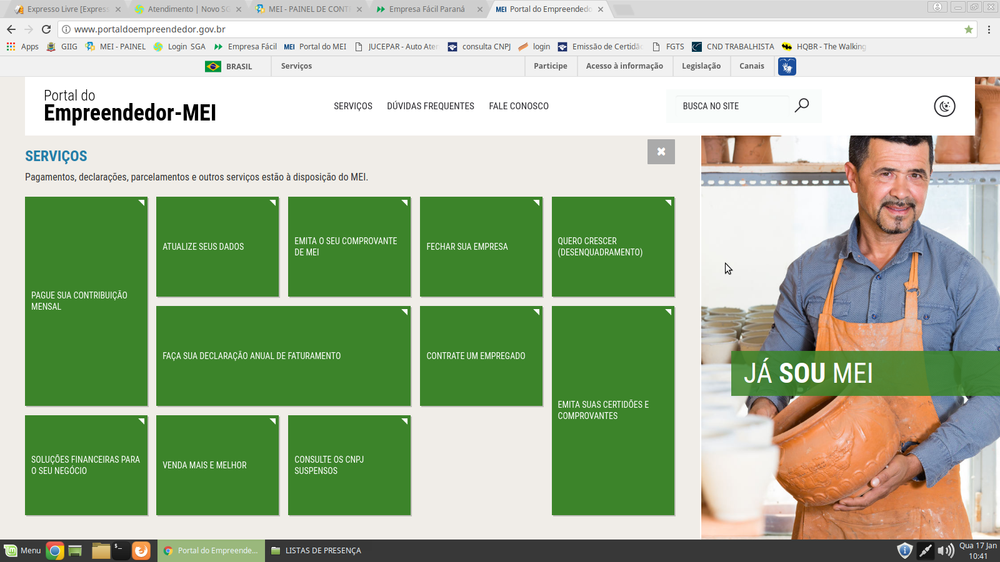 Expresso Livre [Express
Atendimento | Novo SG
MEI - PAINEL DE CONT
Empresa Fácil Paraná
MEI Portal do Empreendedo
www.portaldoempreendedor.gov.br
Apps
GIIG
MEI - PAINEL
Login SGA
Empresa Fácil
MEI Portal do MEI
JUCEPAR - Auto Aten
consulta CNPJ
login
Emissão de Certidão
FGTS
CND TRABALHISTA
HQBR - The Walking
BRASIL
Serviços
Participe
Acesso à informação
Legislação
Canais
Portal do
Empreendedor-MEI
SERVIÇOS
DÚVIDAS FREQUENTES
FALE CONOSCO
BUSCA NO SITE
SERVIÇOS
Pagamentos, declarações, parcelamentos e outros serviços estão à disposição do MEI.
PAGUE SUA CONTRIBUIÇÃO
MENSAL
ATUALIZE SEUS DADOS
EMITA O SEU COMPROVANTE
DE MEI
FECHAR SUA EMPRESA
QUERO CRESCER
(DESENQUADRAMENTO)
FAÇA SUA DECLARAÇÃO ANUAL DE FATURAMENTO
CONTRATE UM EMPREGADO
EMITA SUAS CERTIDÕES E
COMPROVANTES
SOLUÇÕES FINANCEIRAS PARA
O SEU NEGÓCIO
VENDA MAIS E MELHOR
CONSULTE OS CNPJ
SUSPENSOS
JÁ SOU MEI
Menu
$_
Portal do Empreende...
LISTAS DE PRESENÇA
Qua 17 Jan
10:41